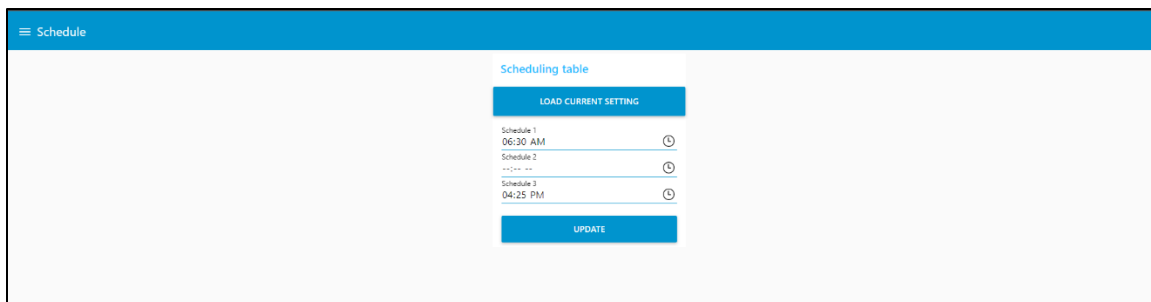 Schedule
Scheduling table
LOAD CURRENT SETTING
Schedule 1
06:30 AM
Schedule 2
--:-- --
Schedule 3
04:25 PM
UPDATE